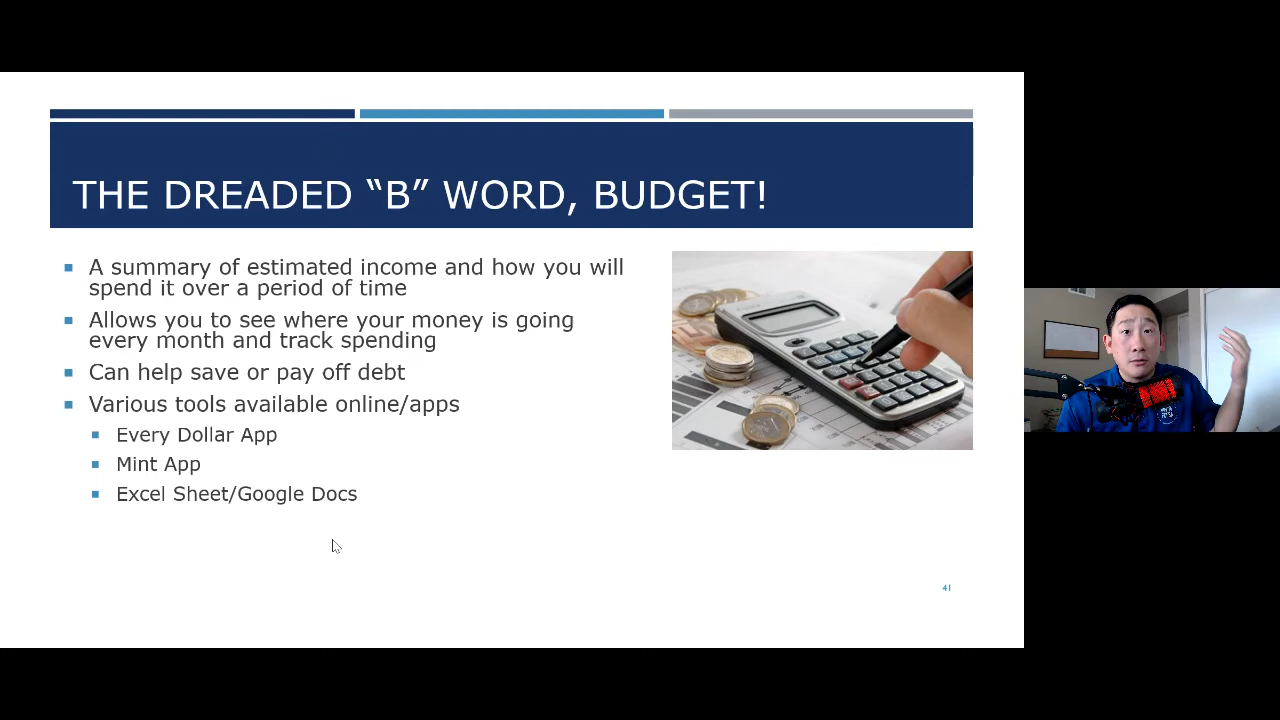 THE DREADED “B” WORD, BUDGET!
A summary of estimated income and how you will
spend it over a period of time
Allows you to see where your money is going
every month and track spending
Can help save or pay off debt
Various tools available online/apps
Every Dollar App
Mint App
Excel Sheet/Google Docs
41